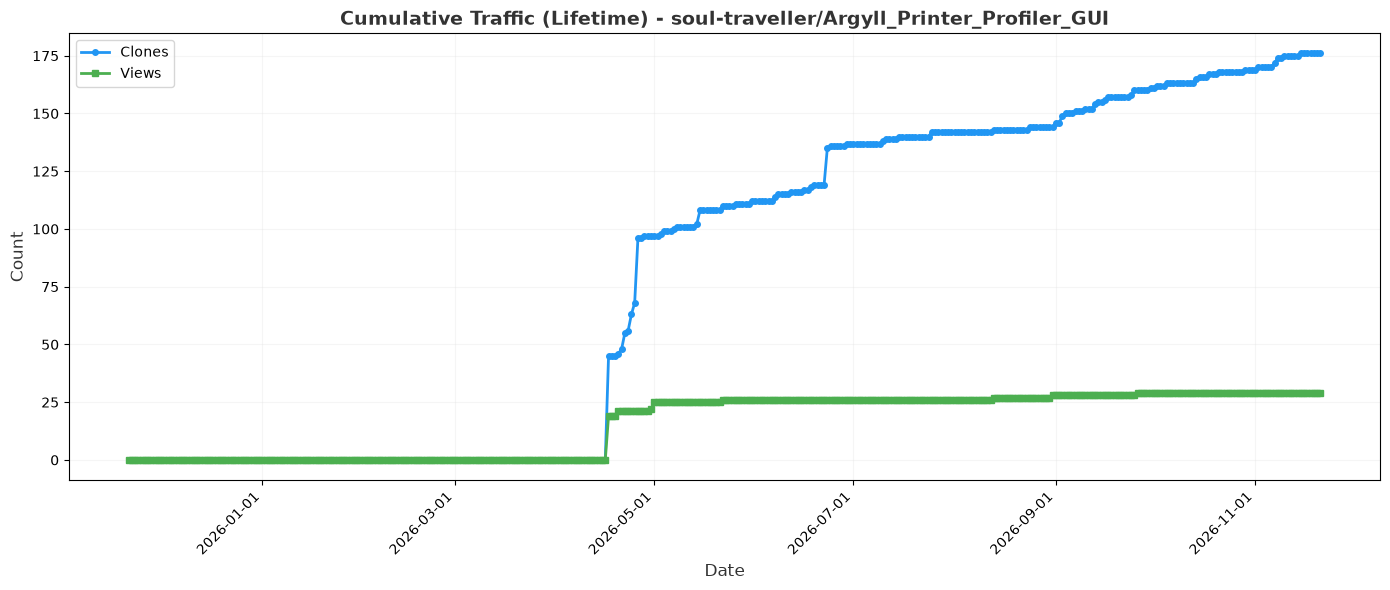 Cumulative Traffic (Lifetime) - soul-traveller/Argyll_Printer_Profiler_GUI
Clones
Views
175
150
125
100
75
50
25
0
Count
2026-01-01
2026-03-01
2026-05-01
2026-07-01
2026-09-01
2026-11-01
Date